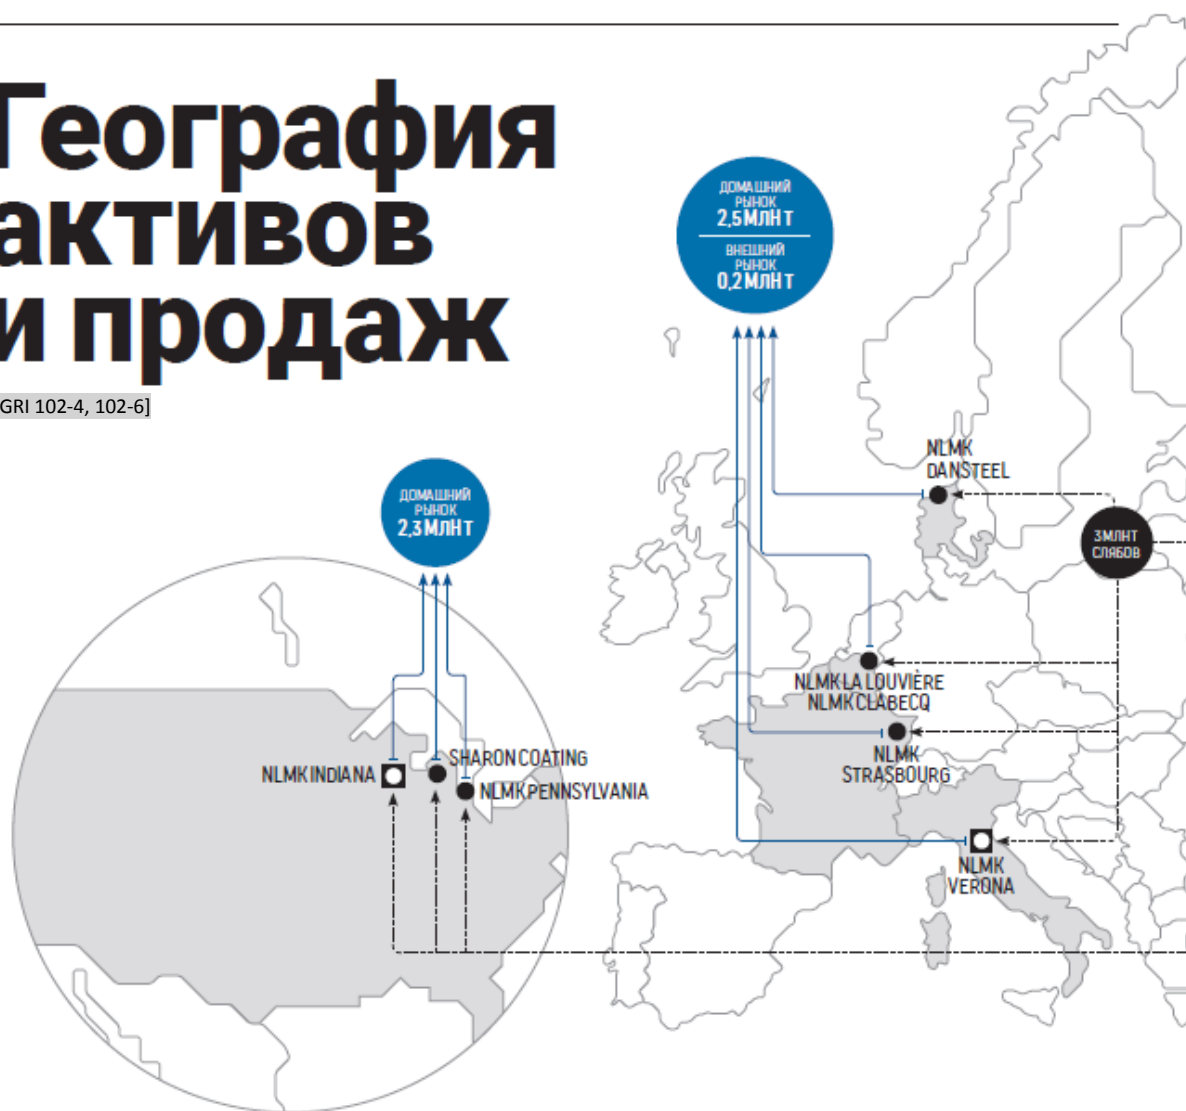 География
активов
и продаж
GRI 102-4, 102-6]
ДОМАШНИЙ
РЫНОК
2,5 МЛН Т
ВНЕШНИЙ
РЫНОК
0,2 МЛН Т
NLMK
DANSTEEL
3 МЛН Т
СЛЯБОВ
ДОМАШНИЙ
РЫНОК
2,3 МЛН Т
NLMK LA LOUVIÈRE
NLMK CLABECQ
NLMK
STRASBOURG
NLMK INDIANA
SHARON COATING
NLMK PENNSYLVANIA
NLMK
VERONA